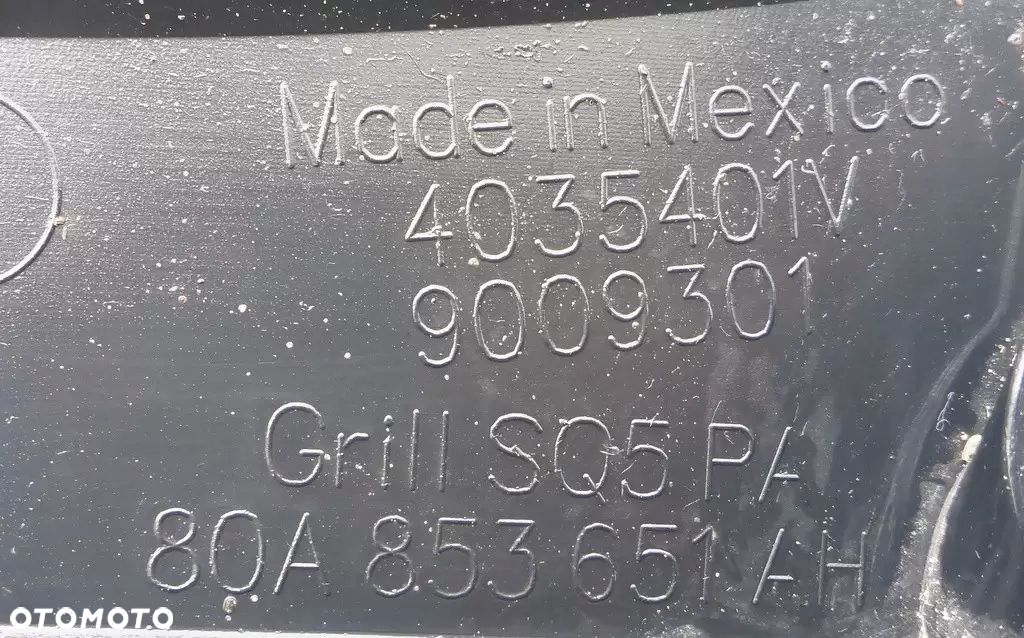 Made in Mexico
4035401V
9009301
Grill SQ5 PA
80A 853 651 AH
OTOMOTO